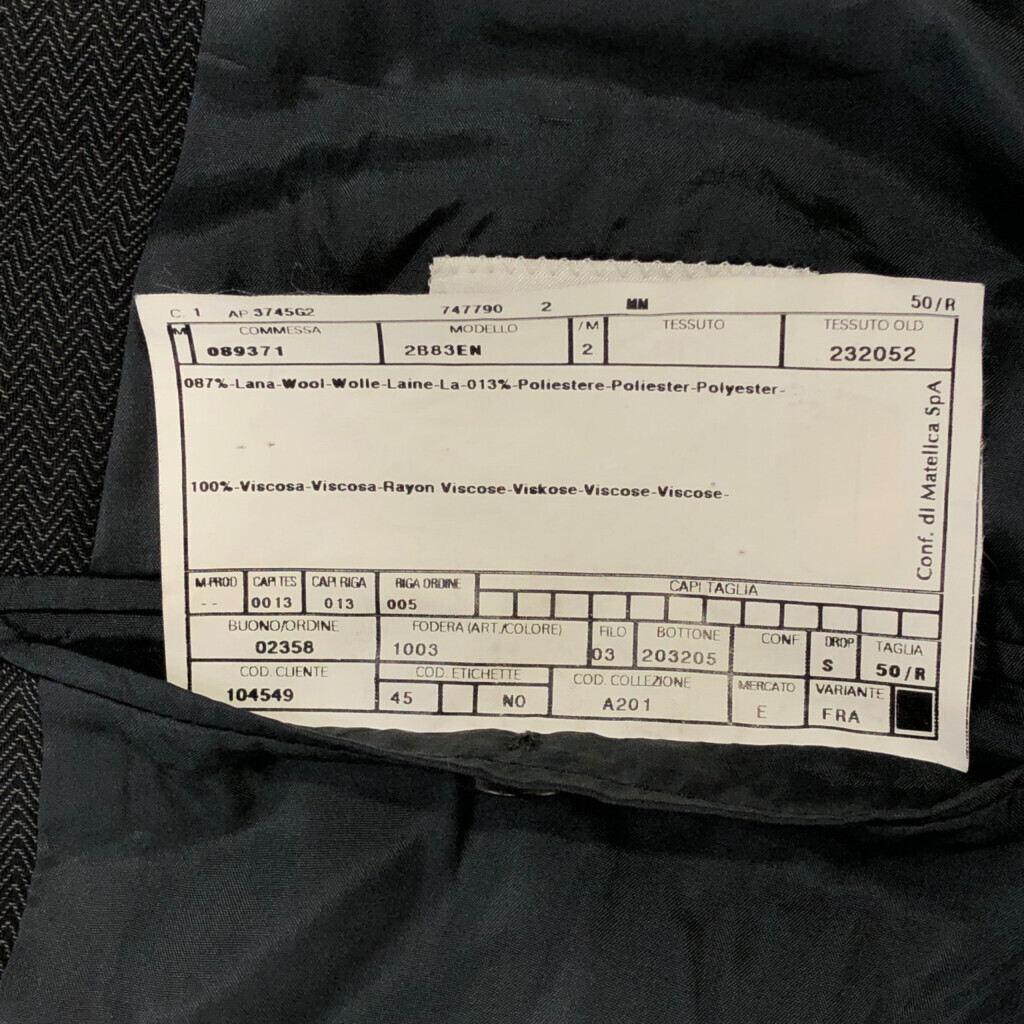 C. 1 AP 3745G2 747790 2 MM 50/R
M COMMESSA MODELLO /M TESSUTO TESSUTO OLD
089371 2B83EN 2 232052
087%-Lana-Wool-Wolle-Laine-La-013%-Poliestere-Poliester-Polyester-
100%-Viscosa-Viscosa-Rayon Viscose-Viskose-Viscose-Viscose-
Conf. di Matelica SpA
M-PROD CAPI TES CAPI RIGA RIGA ORDINE CAPI TAGLIA
-- 0013 013 005
BUONO/ORDINE FODERA (ART./COLORE) FILO BOTTONE CONF DROP TAGLIA
02358 1003 03 203205 S 50/R
COD. CLIENTE COD. ETICHETTE COD. COLLEZIONE MERCATO VARIANTE
104549 45 NO A201 E FRA